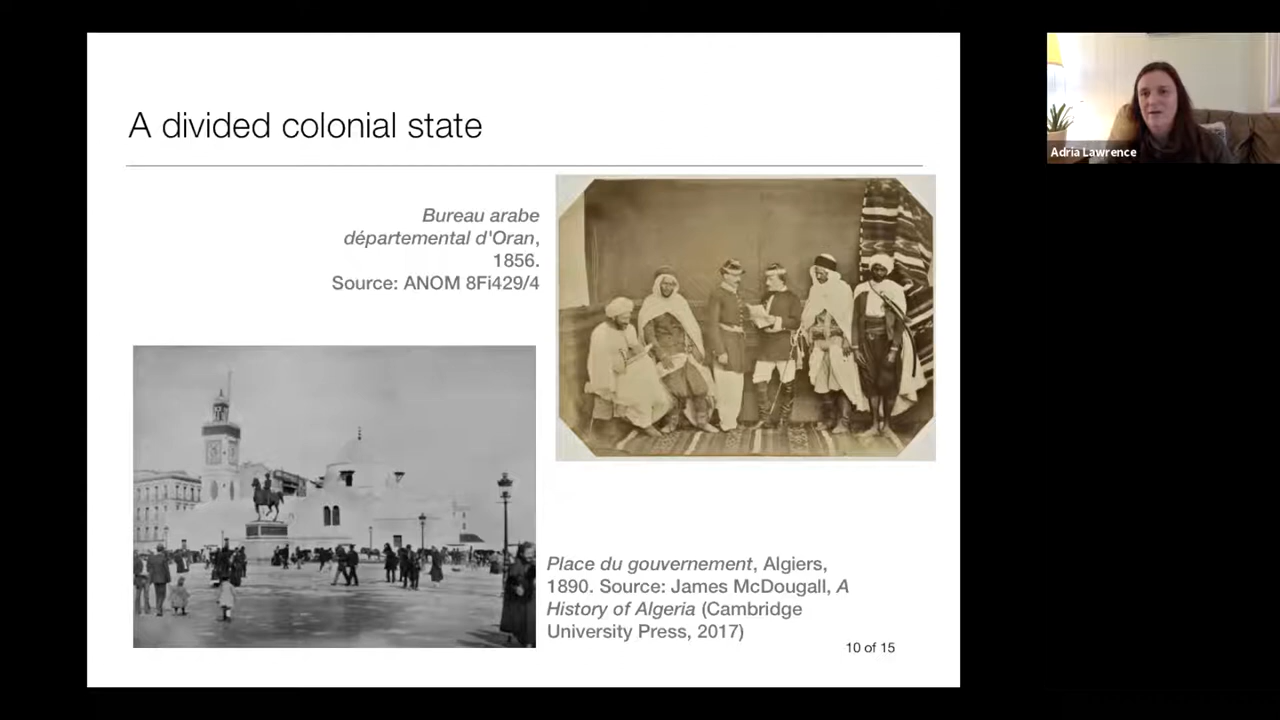 A divided colonial state
Bureau arabe
départemental d'Oran,
1856.
Source: ANOM 8Fi429/4
Place du gouvernement, Algiers,
1890. Source: James McDougall, A
History of Algeria (Cambridge
University Press, 2017)
10 of 15
Adria Lawrence